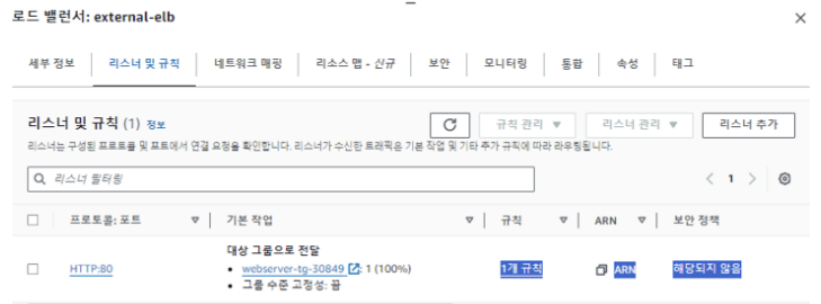 로드 밸런서: external-elb
세부 정보 리스너 및 규칙 네트워크 매핑 리소스 맵 - 신규 보안 모니터링 통합 속성 태그
리스너 및 규칙 (1) 정보 규칙 관리 리스너 관리 리스너 추가
리스너는 구성된 프로토콜 및 포트에서 연결 요청을 확인합니다. 리스너가 수신한 트래픽은 기본 작업 및 기타 추가 규칙에 따라 라우팅됩니다.
리스너 필터링 1
프로토콜:포트 기본 작업 규칙 ARN 보안 정책
대상 그룹으로 전달
HTTP:80 webserver-tg-30849 : 1 (100%) 1개 규칙 ARN 해당되지 않음
그룹 수준 고정성: 끔